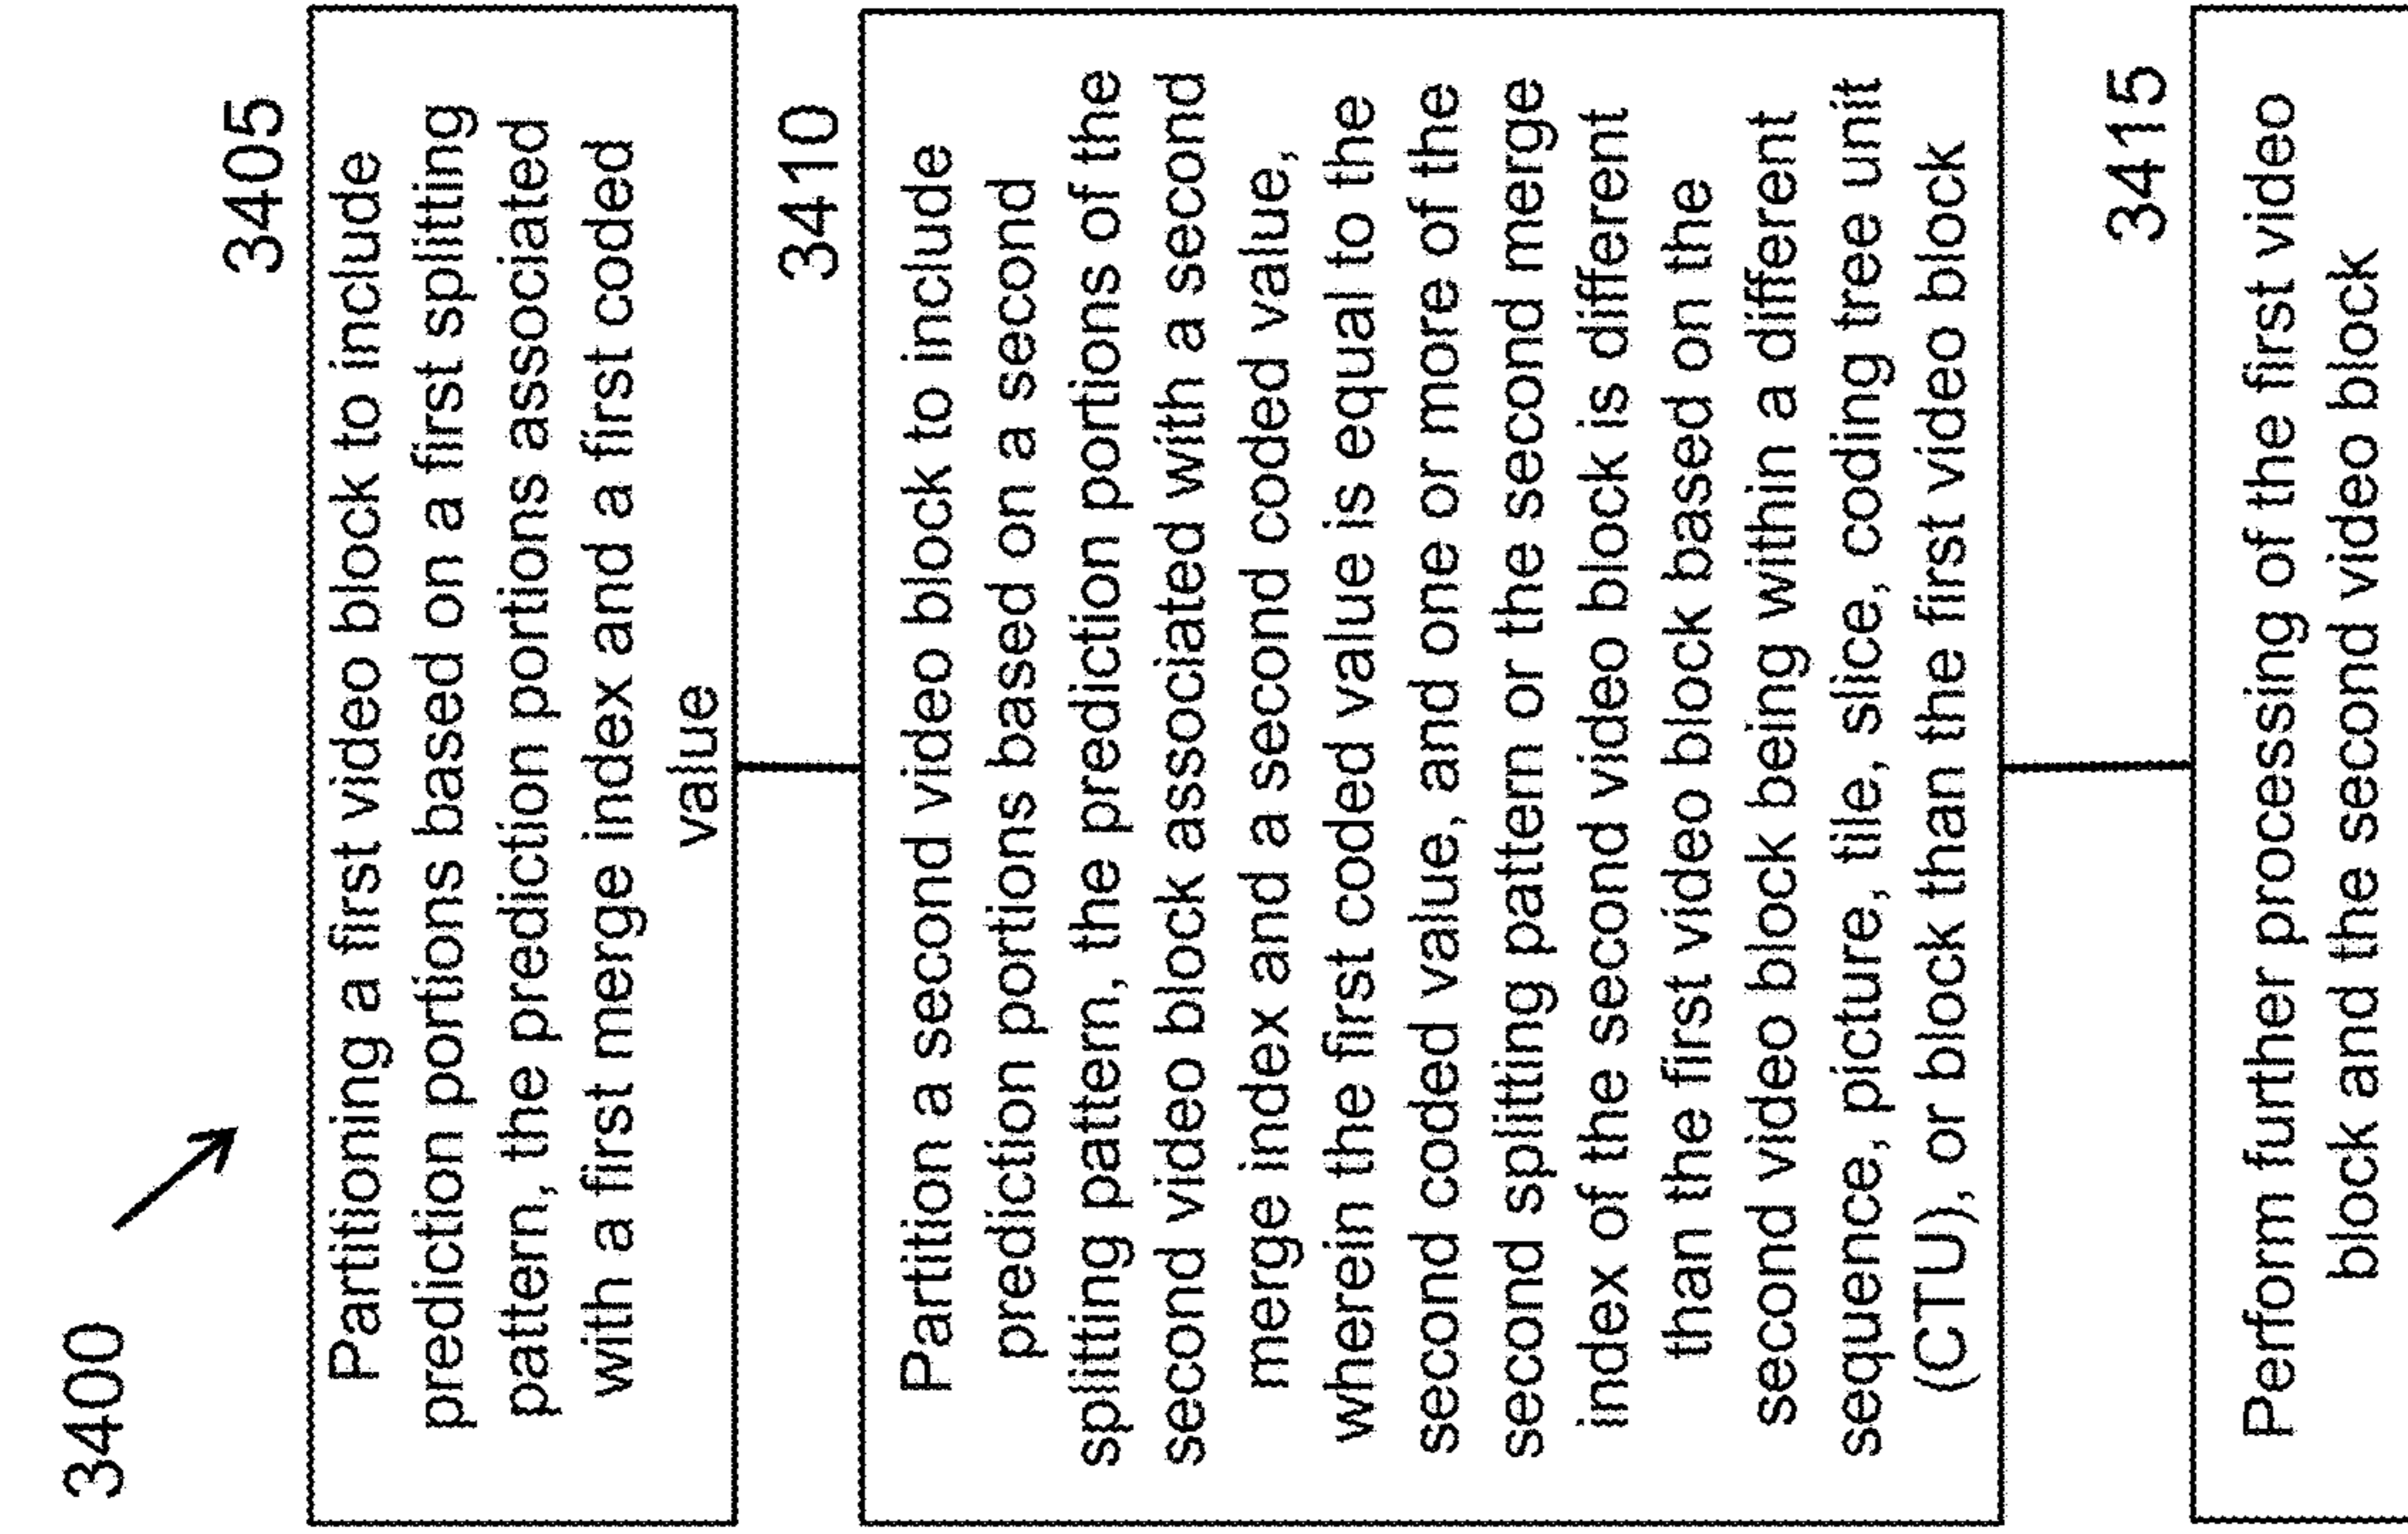 3400
3405
Partitioning a first video block to include
prediction portions based on a first splitting
pattern, the prediction portions associated
with a first merge index and a first coded
value
3410
Partition a second video block to include
prediction portions based on a second
splitting pattern, the prediction portions of the
second video block associated with a second
merge index and a second coded value,
wherein the first coded value is equal to the
second coded value, and one or more of the
second splitting pattern or the second merge
index of the second video block is different
than the first video block based on the
second video block being within a different
sequence, picture, tile, slice, coding tree unit
(CTU), or block than the first video block
3415
Perform further processing of the first video
block and the second video block